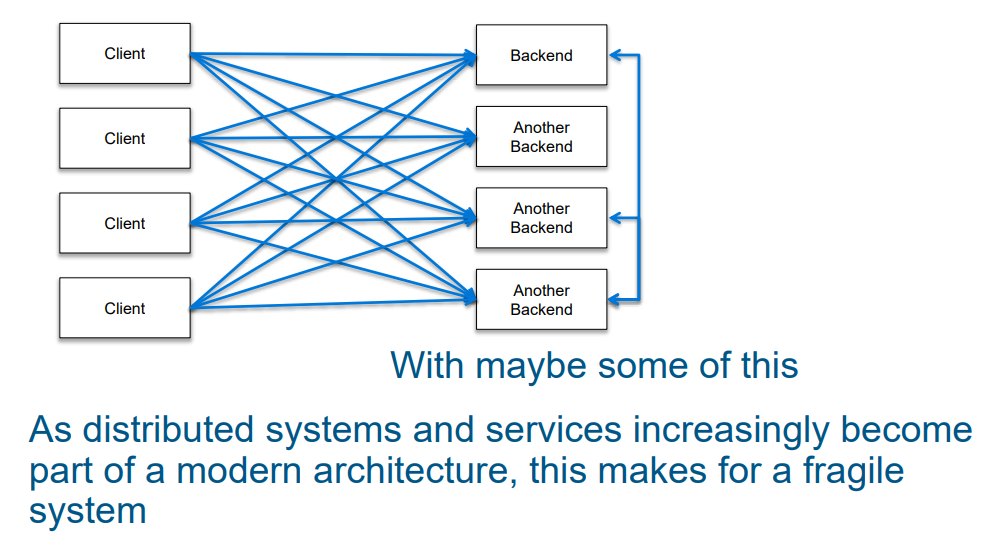 Client
Backend
Client
Another
Backend
Client
Another
Backend
Client
Another
Backend
With maybe some of this
As distributed systems and services increasingly become
part of a modern architecture, this makes for a fragile
system